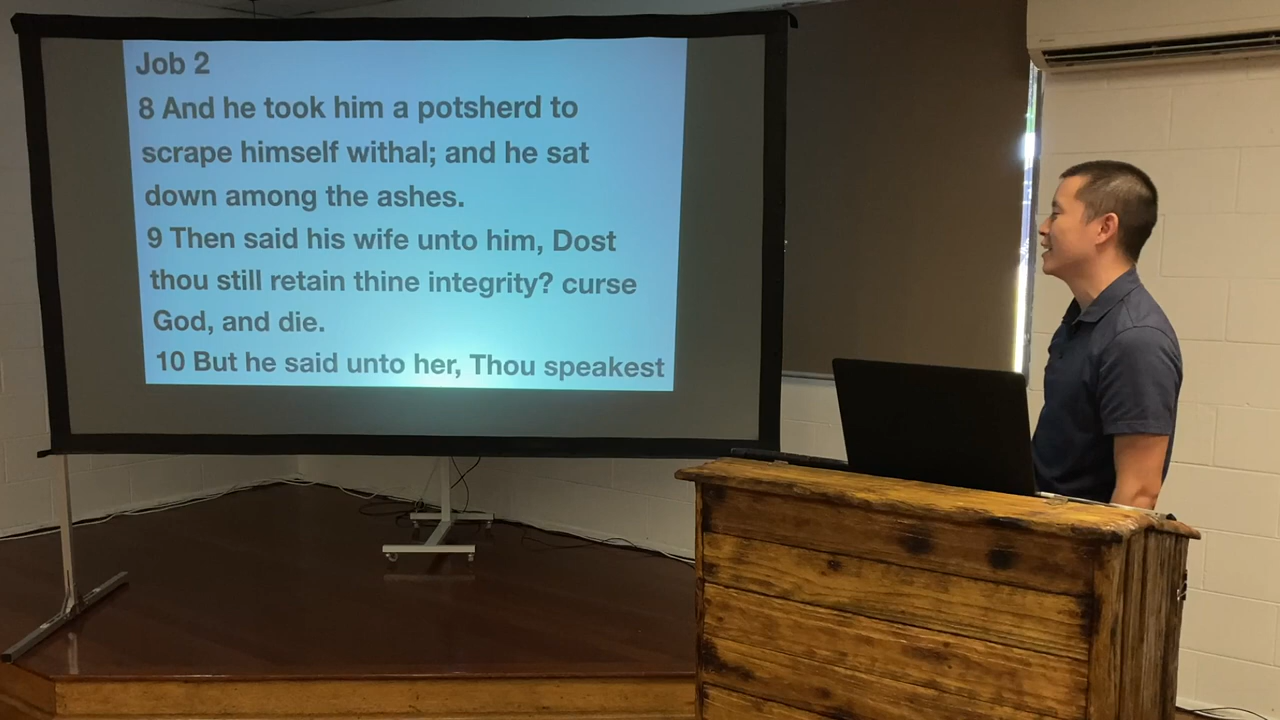 Job 2
8 And he took him a potsherd to
scrape himself withal; and he sat
down among the ashes.
9 Then said his wife unto him, Dost
thou still retain thine integrity? curse
God, and die.
10 But he said unto her, Thou speakest